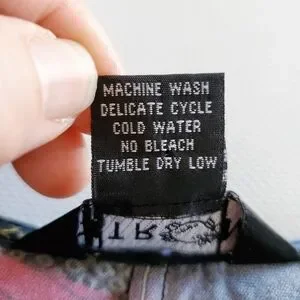 MACHINE WASH
DELICATE CYCLE
COLD WATER
NO BLEACH
TUMBLE DRY LOW